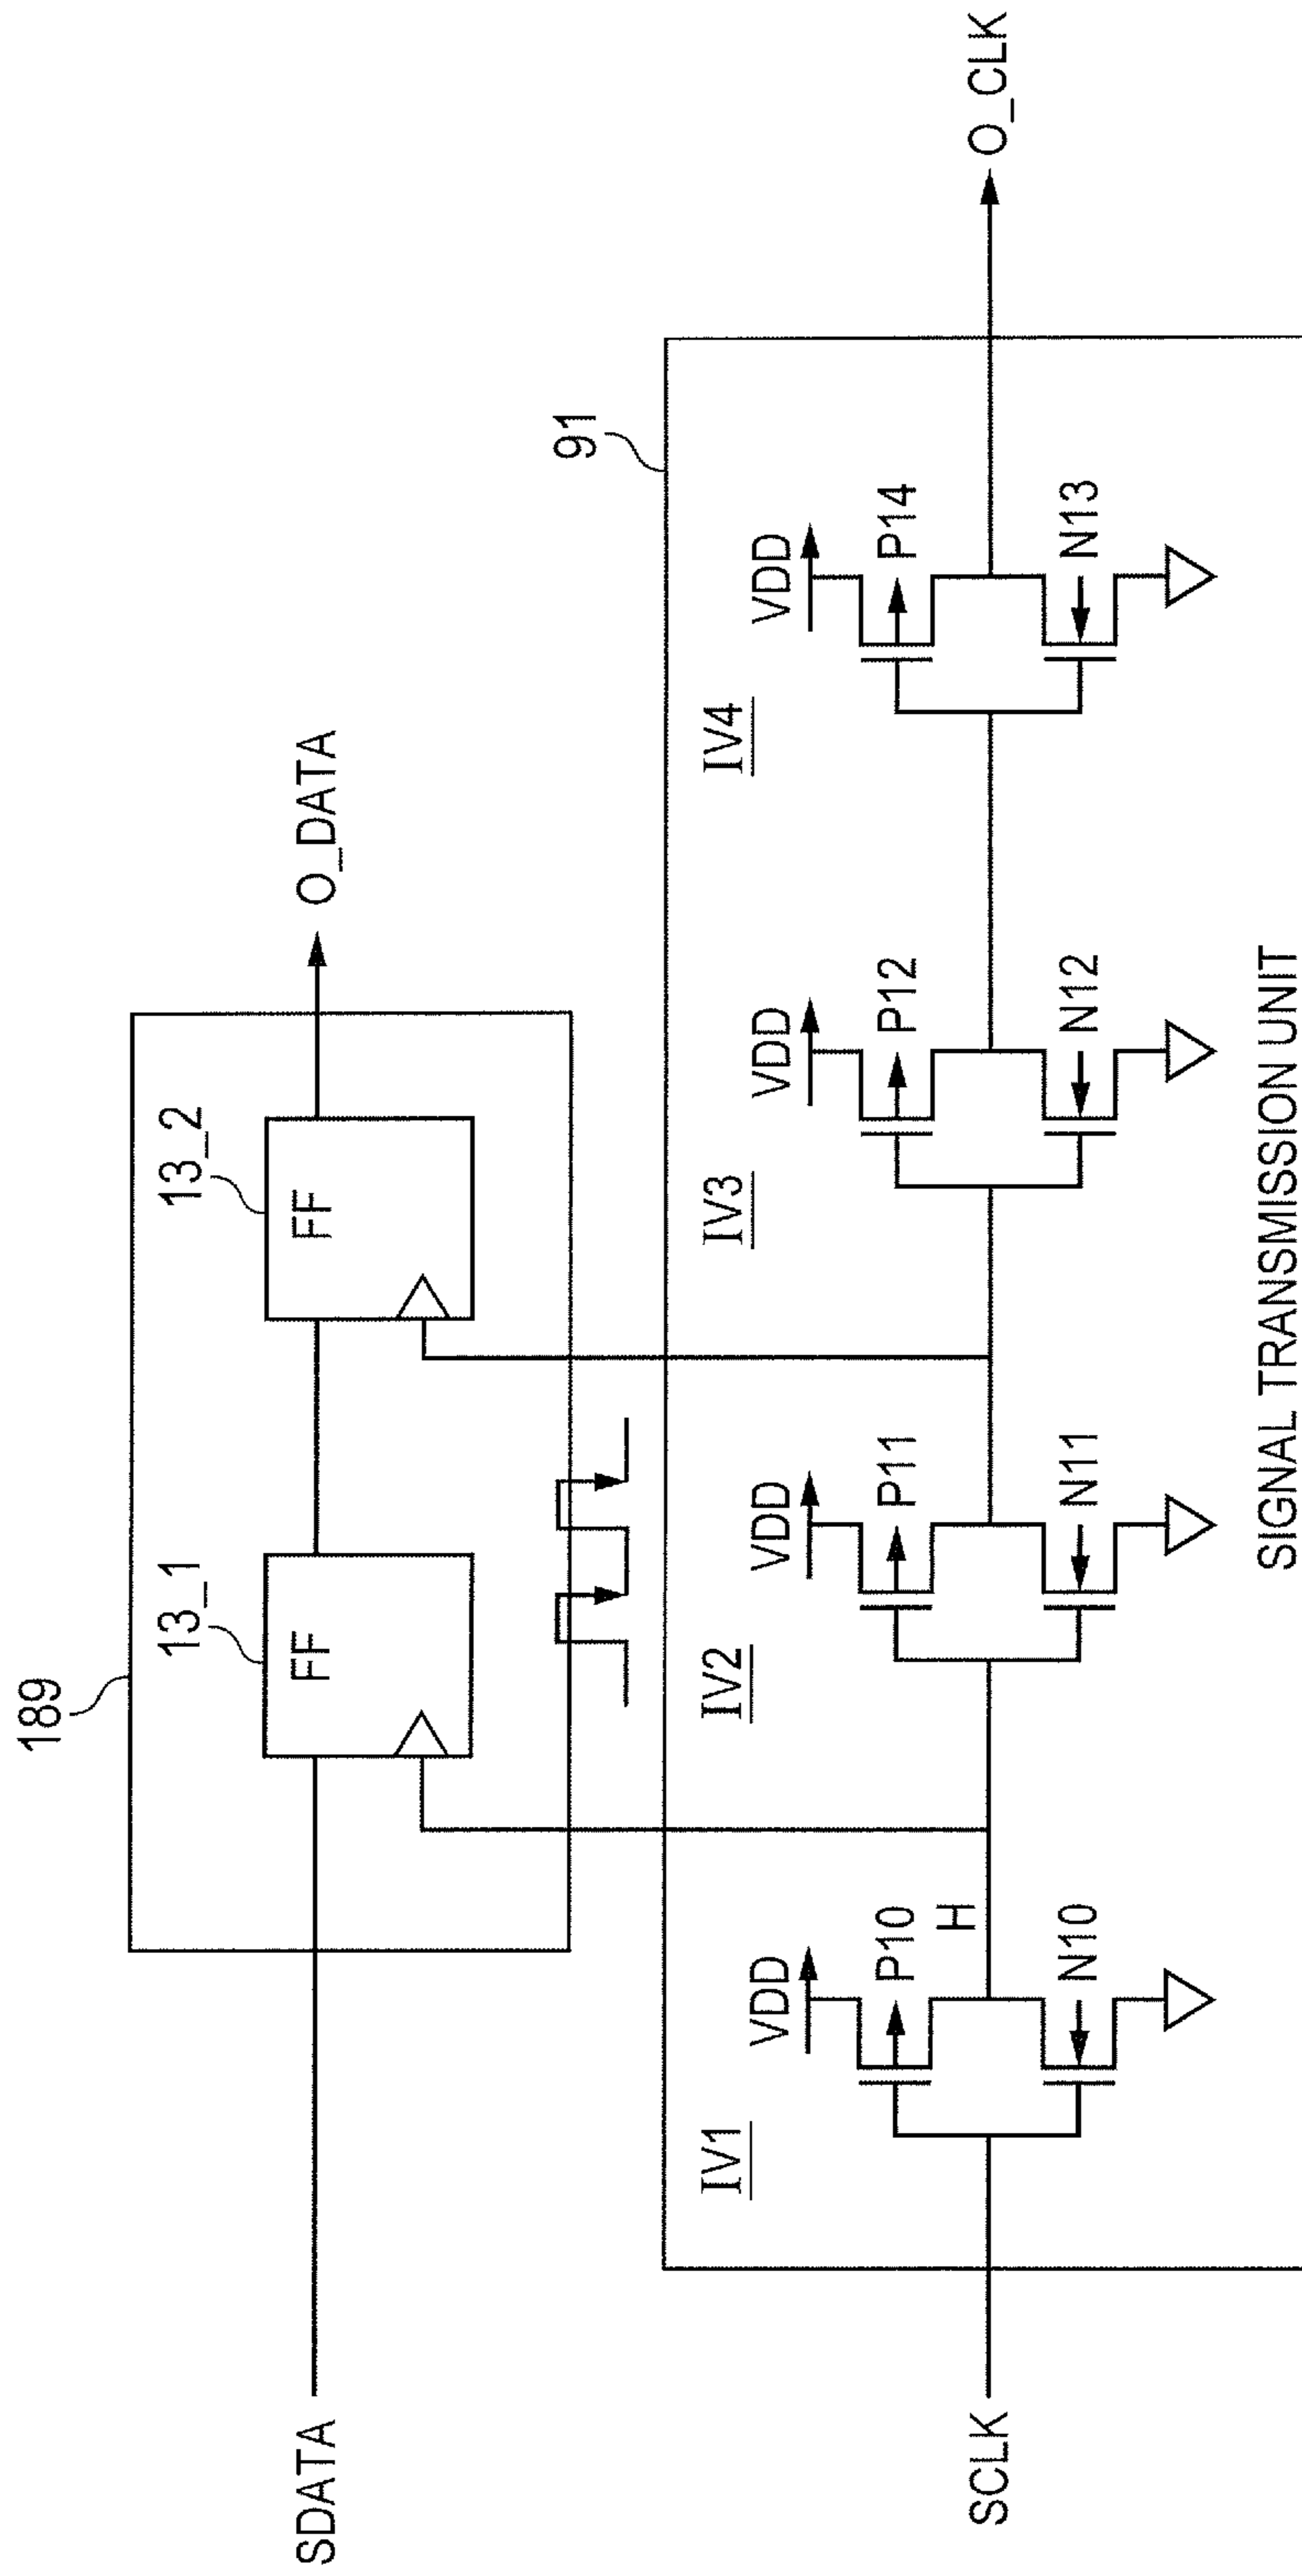 189
13_1
13_2
FF
FF
SDATA
O_DATA
91
IV1
IV2
IV3
IV4
VDD
VDD
VDD
VDD
P10
P11
P12
P14
H
SCLK
O_CLK
N10
N11
N12
N13
SIGNAL TRANSMISSION UNIT